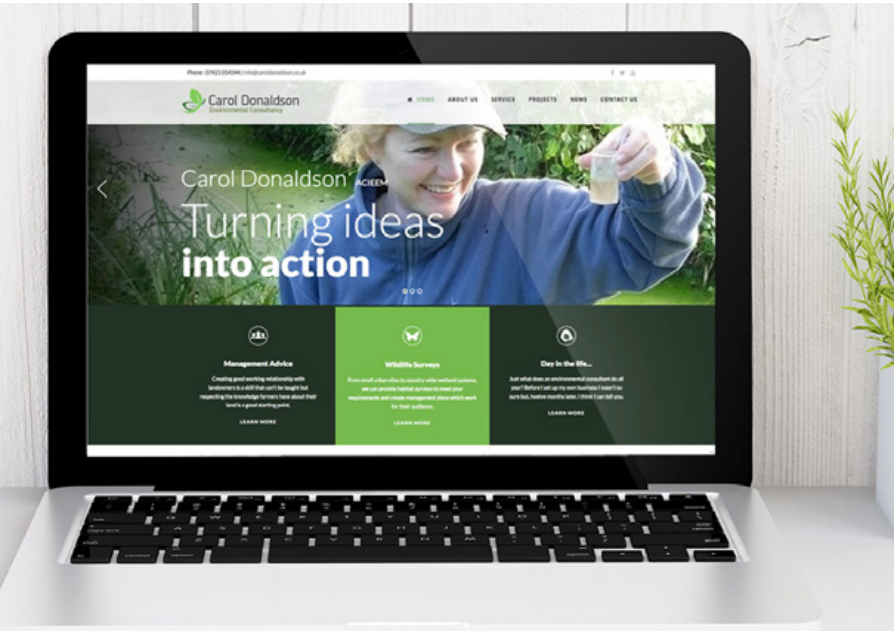 Carol Donaldson
Environmental Consultancy
HOME ABOUT US SERVICE PROJECTS NEWS CONTACT US
Carol Donaldson ACIEEM
Turning ideas
into action
Management Advice
Creating good working relationship with
landowners is a skill that can't be taught but
respecting the knowledge farmers have about their
land is a good starting point.
LEARN MORE
Wildlife Surveys
From small urban sites to country wide wetland systems,
we can provide habitat surveys to meet your
requirements and create management plans which work
for their audience.
LEARN MORE
Day in the life...
Just what does an environmental consultant do all
year? Before I set up my own business I wasn't so
sure but, twelve months later, I think I can tell you.
LEARN MORE